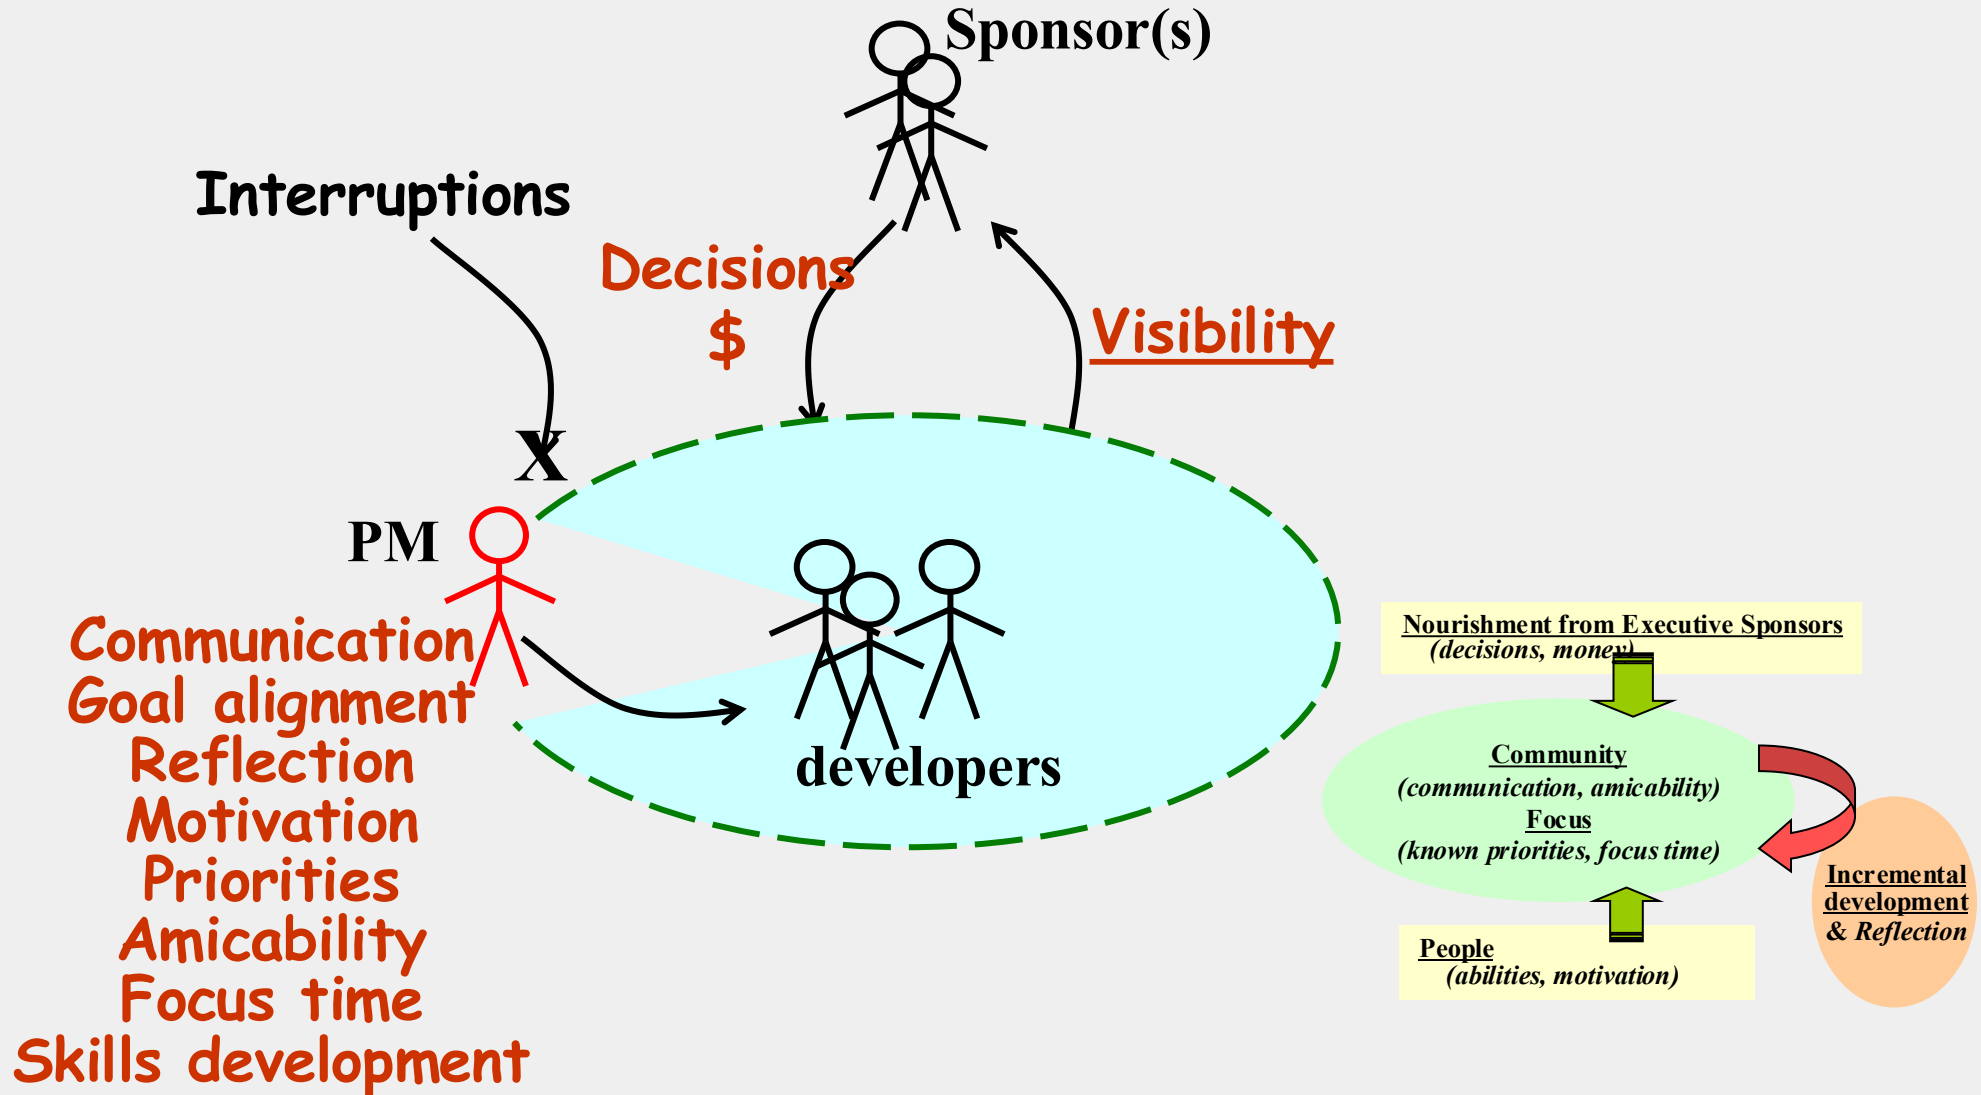 Sponsor(s)
Interruptions
Decisions
$
Visibility
X
PM
Communication
Goal alignment
Reflection
Motivation
Priorities
Amicability
Focus time
Skills development
developers
Nourishment from Executive Sponsors
(decisions, money)
Community
(communication, amicability)
Focus
(known priorities, focus time)
Incremental
development
& Reflection
People
(abilities, motivation)